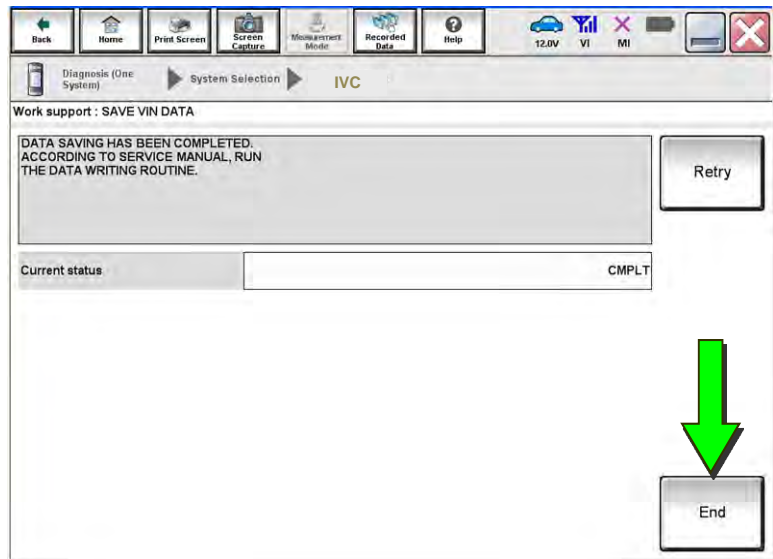 Back
Home
Print Screen
Screen
Capture
Measurement
Mode
Recorded
Data
Help
12.0V
VI
MI
Diagnosis (One
System)
System Selection
IVC
Work support : SAVE VIN DATA
DATA SAVING HAS BEEN COMPLETED.
ACCORDING TO SERVICE MANUAL, RUN
THE DATA WRITING ROUTINE.
Retry
Current status
CMPLT
End